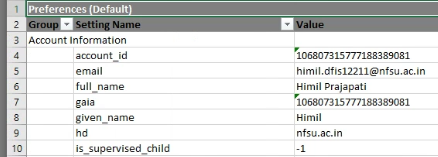 1 Preferences (Default)
2 Group Setting Name Value
3 Account Information
4 account_id 106807315777188389081
5 email himil.dfis12211@nfsu.ac.in
6 full_name Himil Prajapati
7 gaia 106807315777188389081
8 given_name Himil
9 hd nfsu.ac.in
10 is_supervised_child -1